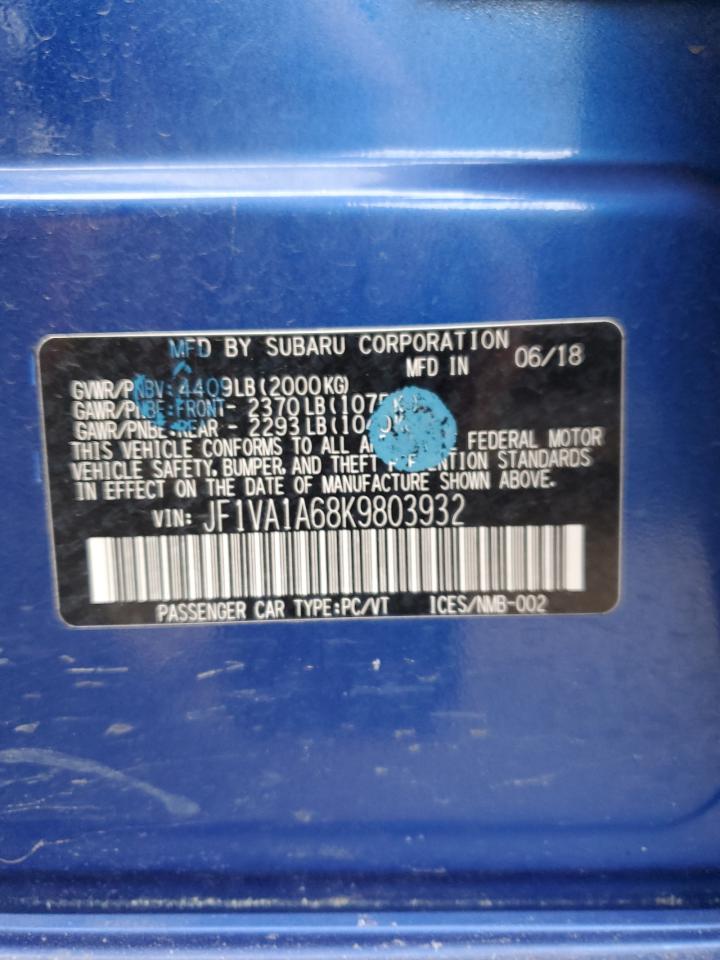 MFD BY SUBARU CORPORATION
MFD IN 06/18
GVWR/PNBV: 4409LB(2000KG)
GAWR/PNBE:FRONT- 2370LB(1075K
GAWR/PNBE:REAR - 2293LB(1040K
THIS VEHICLE CONFORMS TO ALL FEDERAL MOTOR
VEHICLE SAFETY, BUMPER, AND THEFT STANDARDS
IN EFFECT ON THE DATE OF MANUFACTURE SHOWN ABOVE.
VIN: JF1VA1A68K9803932
PASSENGER CAR TYPE:PC/VT ICES/NMB-002